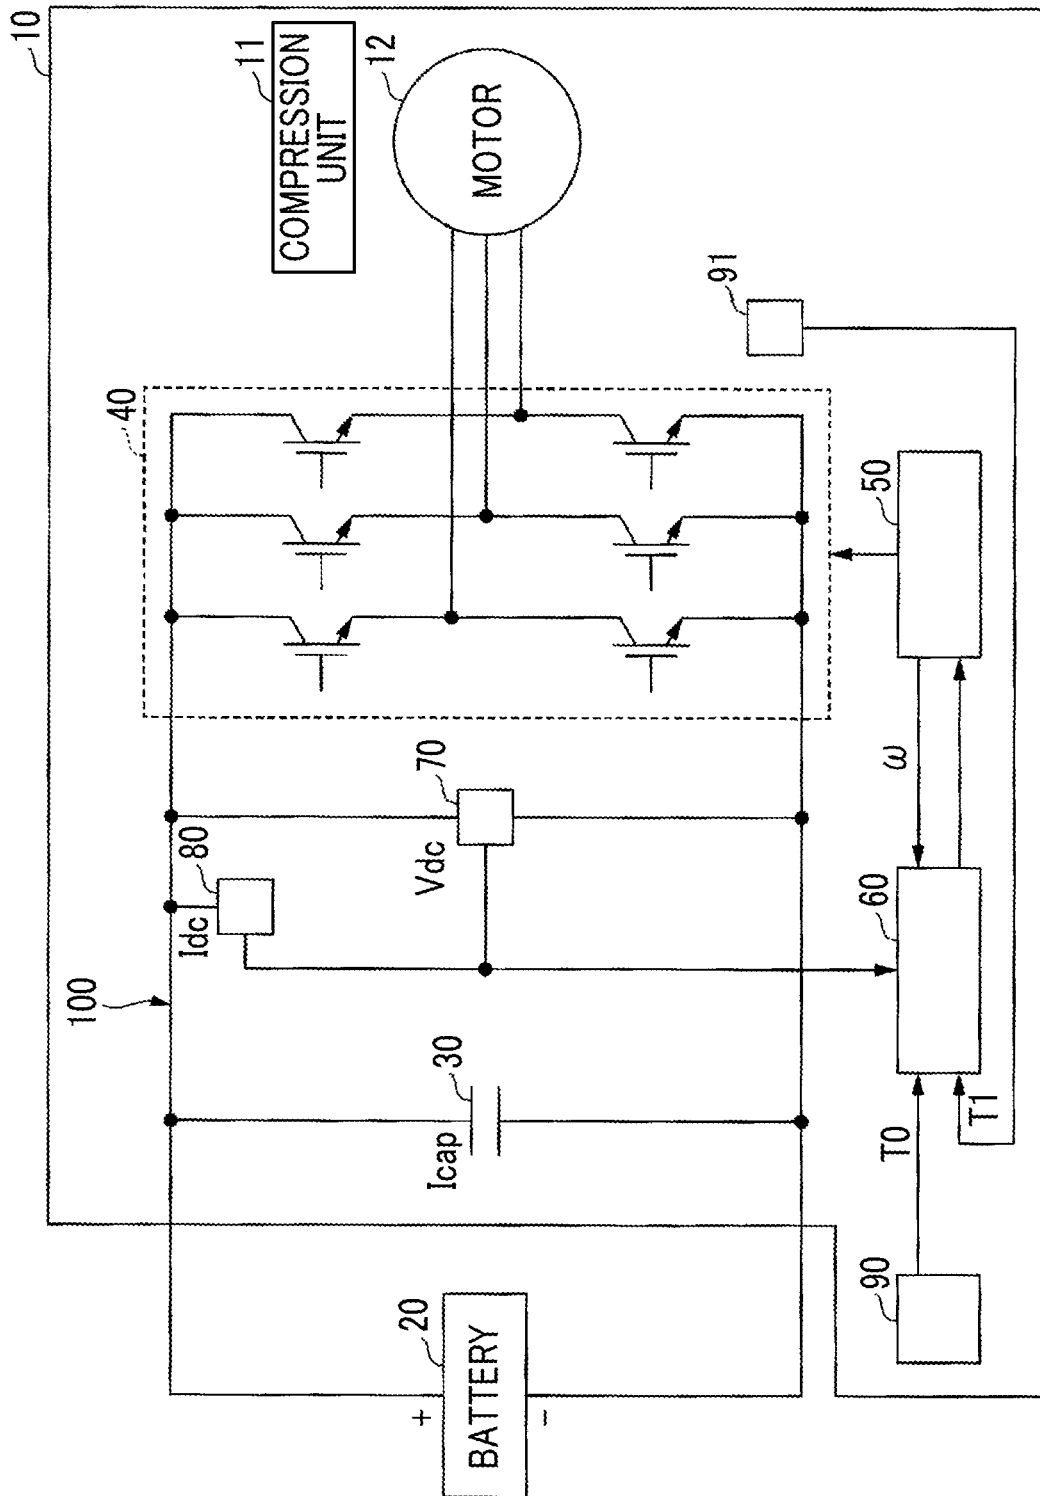 10
COMPRESSION
UNIT
11
MOTOR
12
40
91
50
ω
60
70
Vdc
80
Idc
100
30
Icap
T0
T1
90
20
+
BATTERY
−